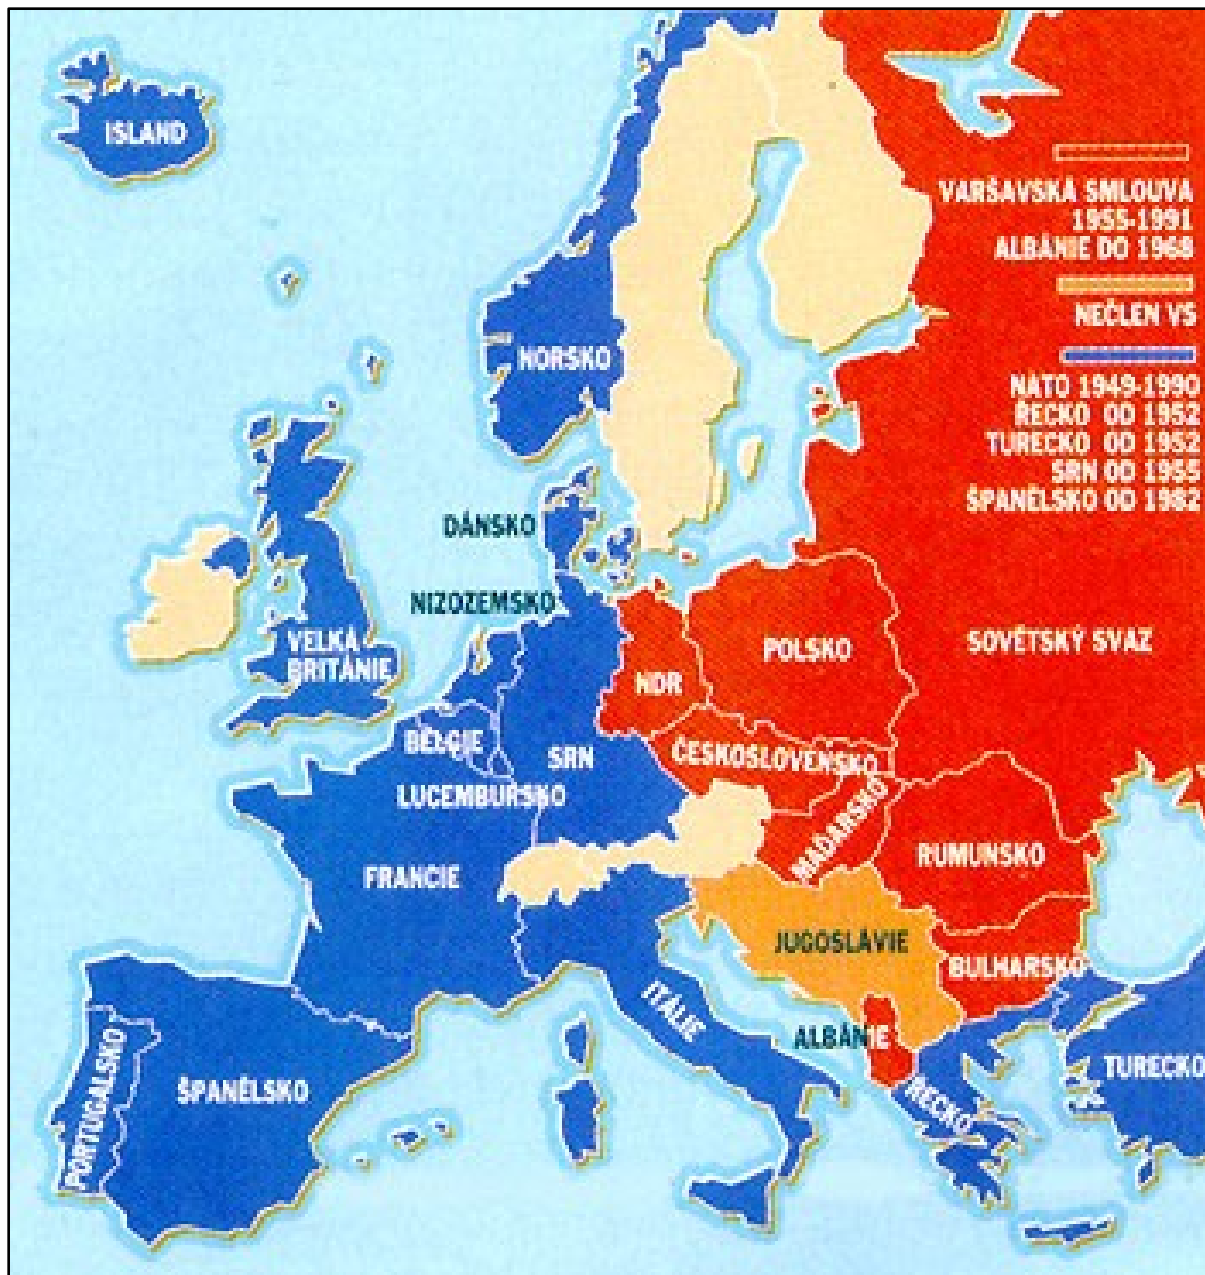 ISLAND
VARŠAVSKÁ SMLOUVA
1955-1991
ALBÁNIE DO 1968
NEČLEN VS
NATO 1949-1990
ŘECKO OD 1952
TURECKO OD 1952
SRN OD 1955
ŠPANĚLSKO OD 1982
NORSKO
DÁNSKO
NIZOZEMSKO
VELKÁ
BRITÁNIE
POLSKO
SOVĚTSKÝ SVAZ
NDR
BELGIE
SRN
ČESKOSLOVENSKO
LUCEMBURSKO
MAĎARSKO
FRANCIE
RUMUNSKO
JUGOSLÁVIE
BULHARSKO
ITÁLIE
ALBÁNIE
PORTUGALSKO
ŠPANĚLSKO
ŘECKO
TURECKO